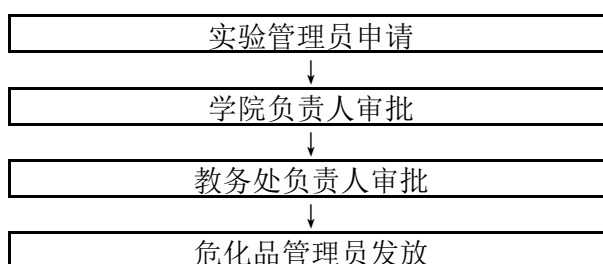 实验管理员申请
学院负责人审批
教务处负责人审批
危化品管理员发放